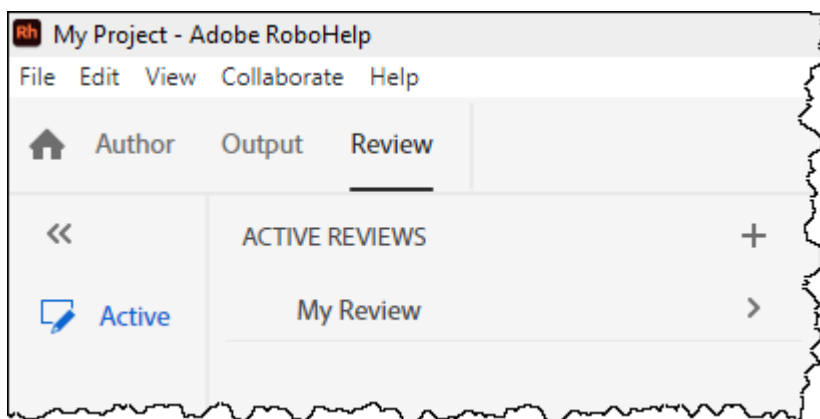 Rh My Project - Adobe RoboHelp
File Edit View Collaborate Help
Author Output Review
ACTIVE REVIEWS
Active My Review